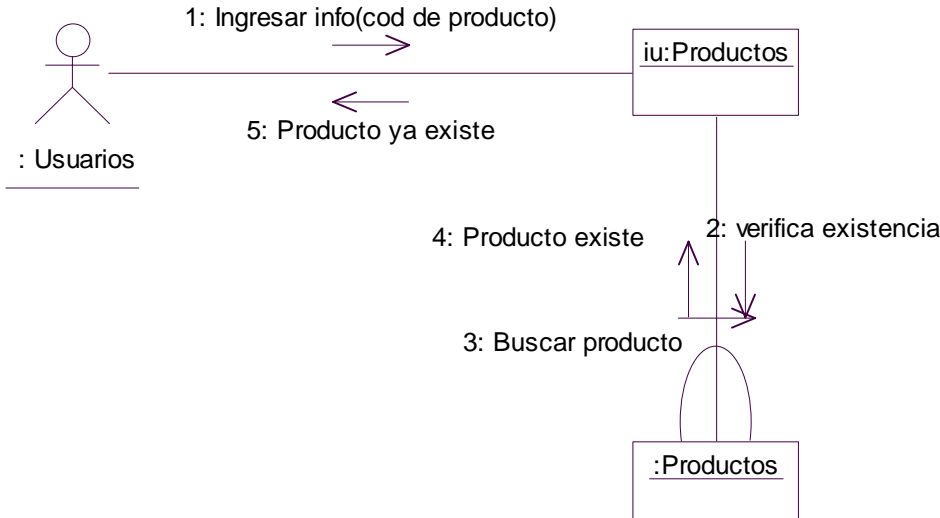 1: Ingresar info(cod de producto)
iu:Productos
5: Producto ya existe
: Usuarios
4: Producto existe
2: verifica existencia
3: Buscar producto
:Productos